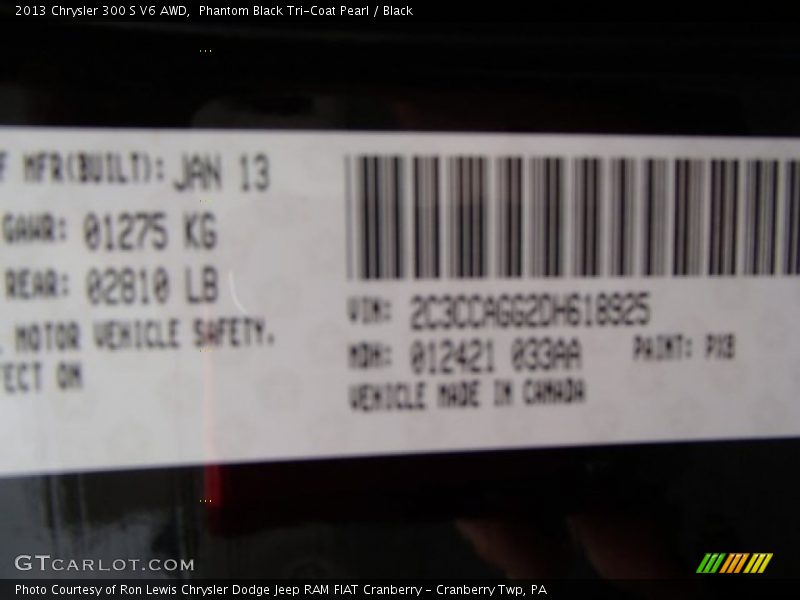 2013 Chrysler 300 S V6 AWD,  Phantom Black Tri-Coat Pearl / Black
F MFR(BUILT): JAN 13
GAWR: 01275 KG
REAR: 02810 LB
MOTOR VEHICLE SAFETY.
ECT ON
VIN: 2C3CCAGG2DH618925
MDH: 012421 033AA PAINT: PX8
VEHICLE MADE IN CANADA
GTCARLOT.COM
Photo Courtesy of Ron Lewis Chrysler Dodge Jeep RAM FIAT Cranberry - Cranberry Twp, PA